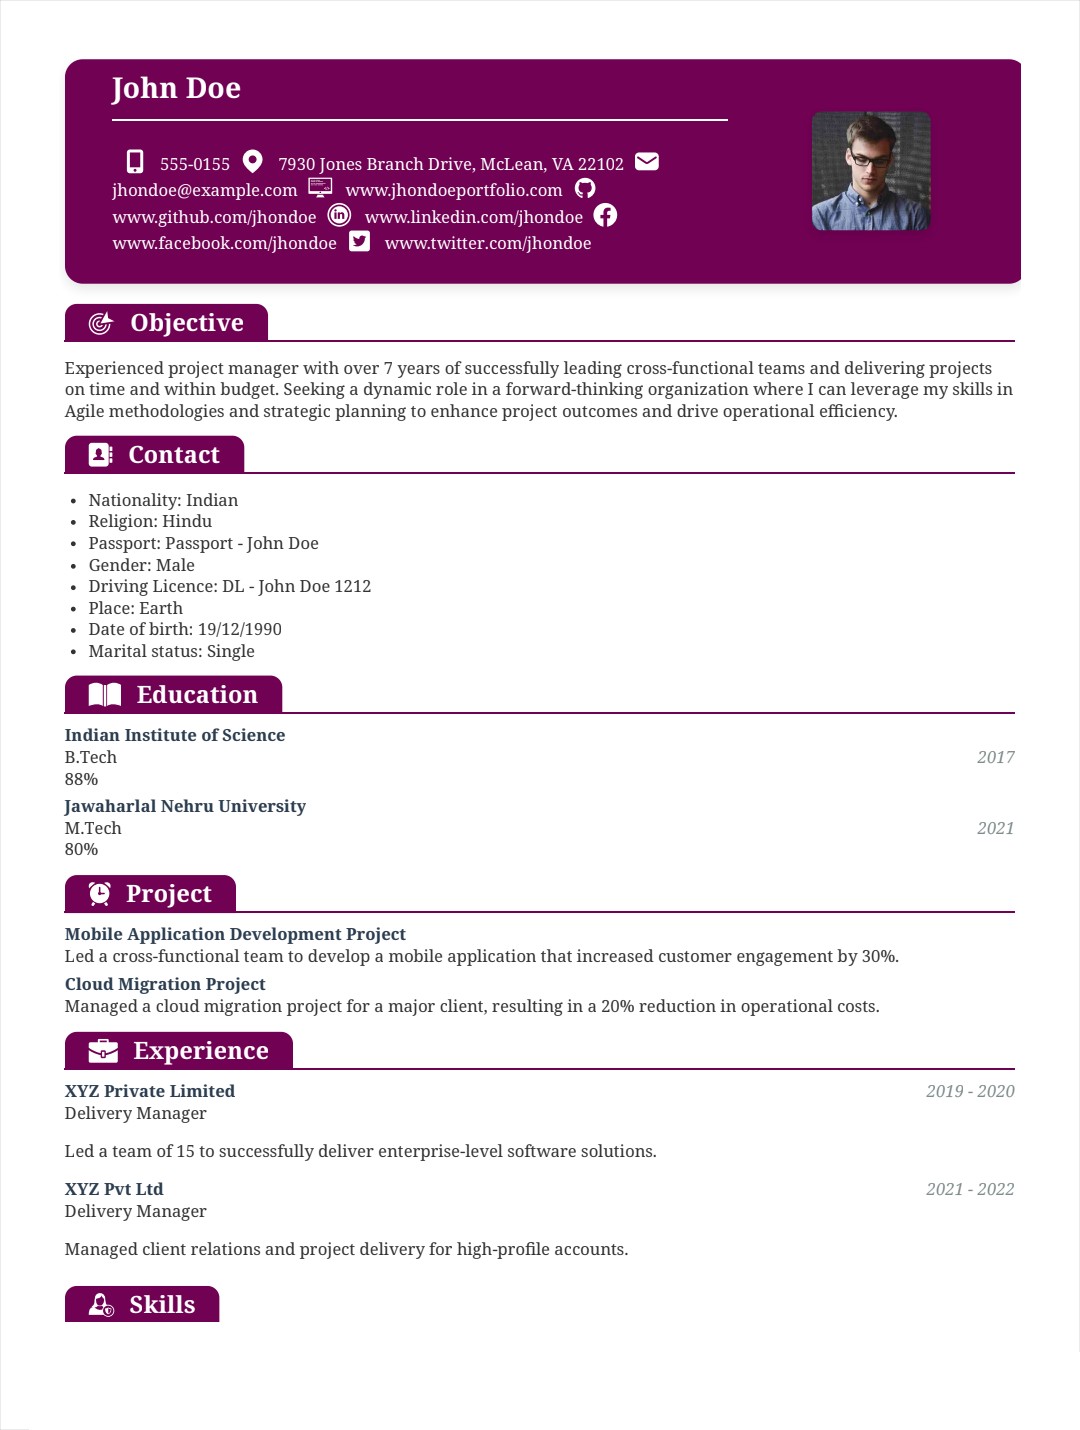 John Doe
555-0155 7930 Jones Branch Drive, McLean, VA 22102
jhondoe@example.com www.jhondoeportfolio.com
www.github.com/jhondoe www.linkedin.com/jhondoe
www.facebook.com/jhondoe www.twitter.com/jhondoe
Objective
Experienced project manager with over 7 years of successfully leading cross-functional teams and delivering projects
on time and within budget. Seeking a dynamic role in a forward-thinking organization where I can leverage my skills in
Agile methodologies and strategic planning to enhance project outcomes and drive operational efficiency.
Contact
• Nationality: Indian
• Religion: Hindu
• Passport: Passport - John Doe
• Gender: Male
• Driving Licence: DL - John Doe 1212
• Place: Earth
• Date of birth: 19/12/1990
• Marital status: Single
Education
Indian Institute of Science
B.Tech 2017
88%
Jawaharlal Nehru University
M.Tech 2021
80%
Project
Mobile Application Development Project
Led a cross-functional team to develop a mobile application that increased customer engagement by 30%.
Cloud Migration Project
Managed a cloud migration project for a major client, resulting in a 20% reduction in operational costs.
Experience
XYZ Private Limited 2019 - 2020
Delivery Manager
Led a team of 15 to successfully deliver enterprise-level software solutions.
XYZ Pvt Ltd 2021 - 2022
Delivery Manager
Managed client relations and project delivery for high-profile accounts.
Skills